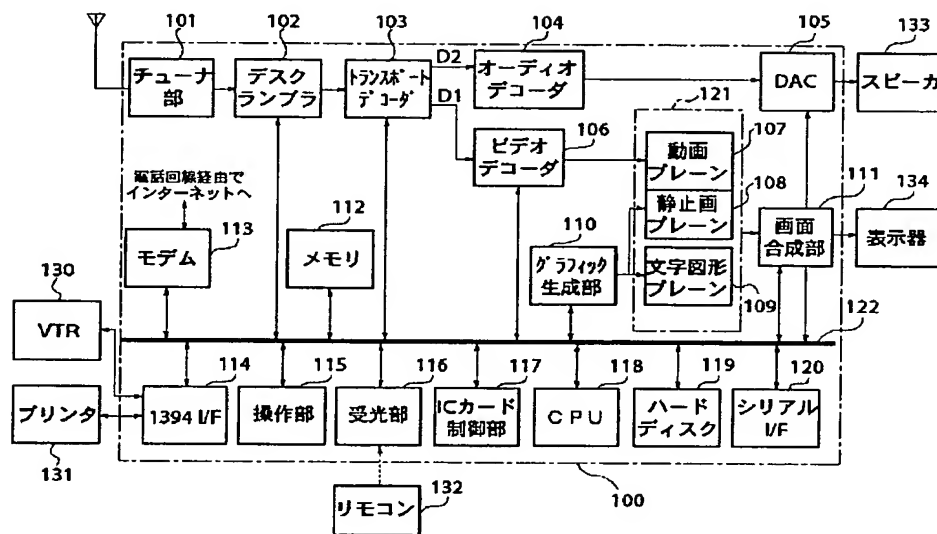 101
102
103
104
105
133
チューナ
部
デスク
ランブラ
トランスポート
デコーダ
D2
D1
オーディオ
デコーダ
DAC
スピーカ
121
106
107
ビデオ
デコーダ
動画
プレーン
108
静止画
プレーン
111
134
電話回線経由で
インターネットへ
112
110
画面
合成部
表示器
113
モデム
メモリ
グラフィック
生成部
文字図形
プレーン
109
130
VTR
122
114
115
116
117
118
119
120
プリンタ
1394 I/F
操作部
受光部
ICカード
制御部
CPU
ハード
ディスク
シリアル
I/F
131
132
100
リモコン